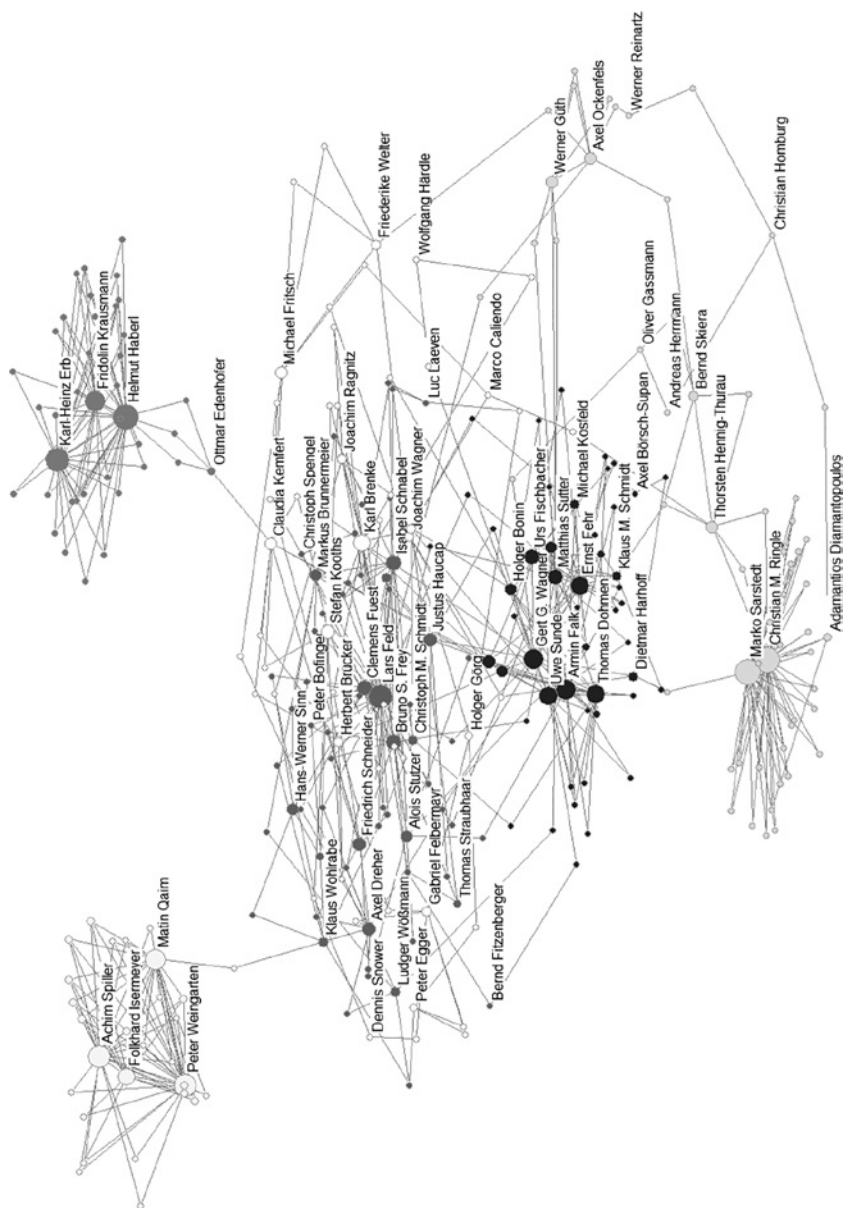 Karl-Heinz Erb
Fridolin Krausmann
Helmut Haberl
Ottmar Edenhofer
Michael Fritsch
Friederike Welter
Claudia Kemfert
Christoph Spengel
Markus Brunnermeier
Joachim Ragnitz
Stefan Kooths
Karl Brenke
Isabel Schnabel
Joachim Wagner
Wolfgang Härdle
Luc Laeven
Marco Caliendo
Werner Güth
Axel Ockenfels
Werner Reinartz
Christian Homburg
Oliver Gassmann
Andreas Herrmann
Bernd Skiera
Thorsten Hennig-Thurau
Adamantios Diamantopoulos
Marko Sarstedt
Christian M. Ringle
Hans-Werner Sinn
Peter Bofinger
Herbert Brücker
Clemens Fuest
Lars Feld
Bruno S. Frey
Christoph M. Schmidt
Justus Haucap
Holger Görg
Holger Bonin
Urs Fischbacher
Matthias Sutter
Michael Kosfeld
Ernst Fehr
Axel Börsch-Supan
Klaus M. Schmidt
Gert G. Wagner
Uwe Sunde
Armin Falk
Thomas Dohmen
Dietmar Harhoff
Klaus Wohlrabe
Friedrich Schneider
Axel Dreher
Alois Stutzer
Dennis Snower
Ludger Wößmann
Peter Egger
Gabriel Felbermayr
Thomas Straubhaar
Bernd Fitzenberger
Matin Qaim
Achim Spiller
Folkhard Isermeyer
Peter Weingarten